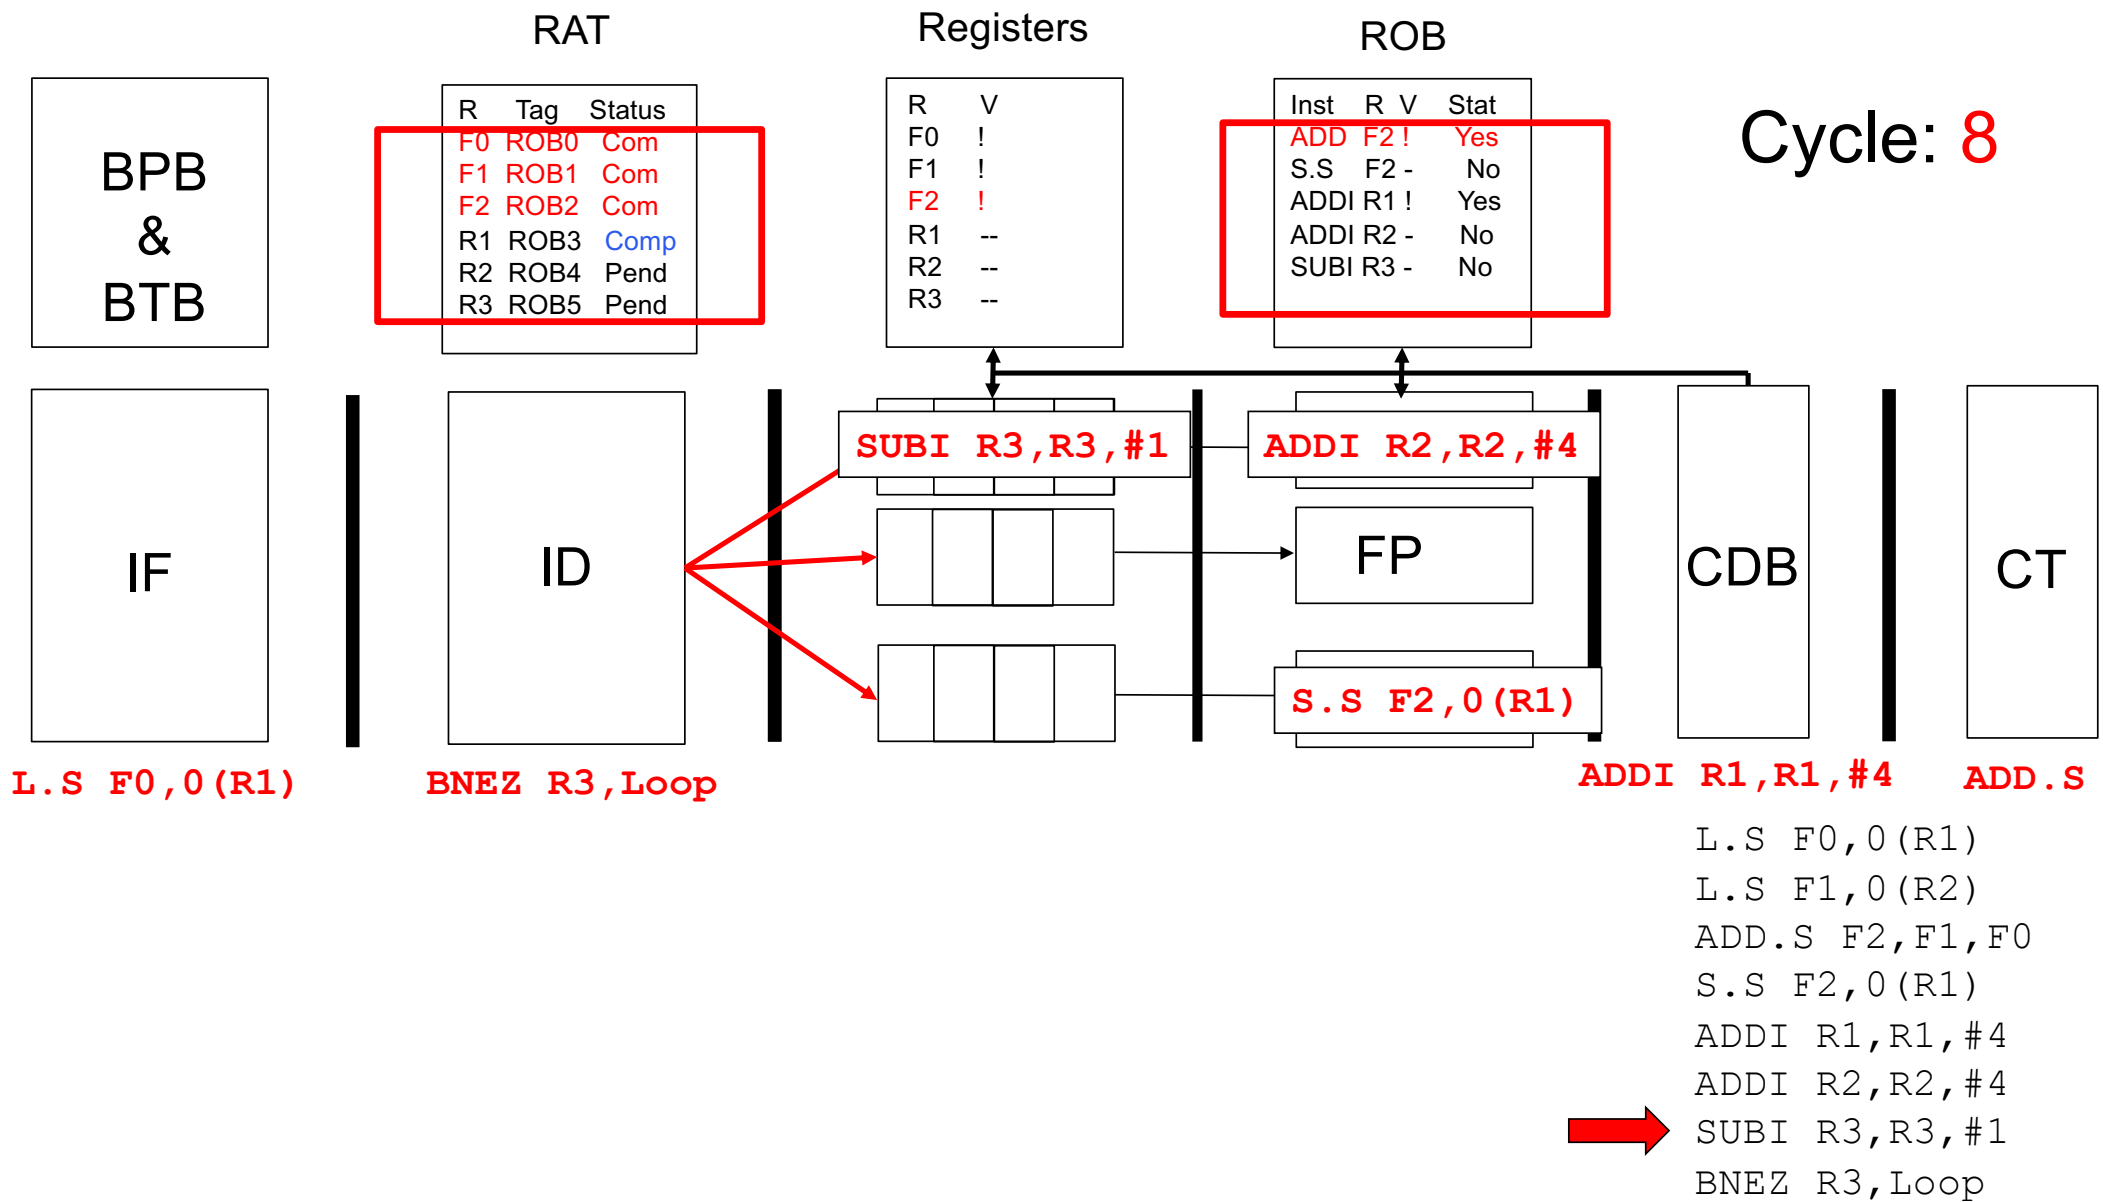 RAT
Registers
ROB
Cycle: 8
BPB
&
BTB
R Tag Status
F0 ROB0 Com
F1 ROB1 Com
F2 ROB2 Com
R1 ROB3 Comp
R2 ROB4 Pend
R3 ROB5 Pend
R V
F0 !
F1 !
F2 !
R1 --
R2 --
R3 --
Inst R V Stat
ADD F2 ! Yes
S.S F2 - No
ADDI R1 ! Yes
ADDI R2 - No
SUBI R3 - No
IF
ID
SUBI R3,R3,#1
ADDI R2,R2,#4
FP
S.S F2,0(R1)
CDB
CT
L.S F0,0(R1)
BNEZ R3,Loop
ADDI R1,R1,#4
ADD.S
L.S F0,0(R1)
L.S F1,0(R2)
ADD.S F2,F1,F0
S.S F2,0(R1)
ADDI R1,R1,#4
ADDI R2,R2,#4
SUBI R3,R3,#1
BNEZ R3,Loop